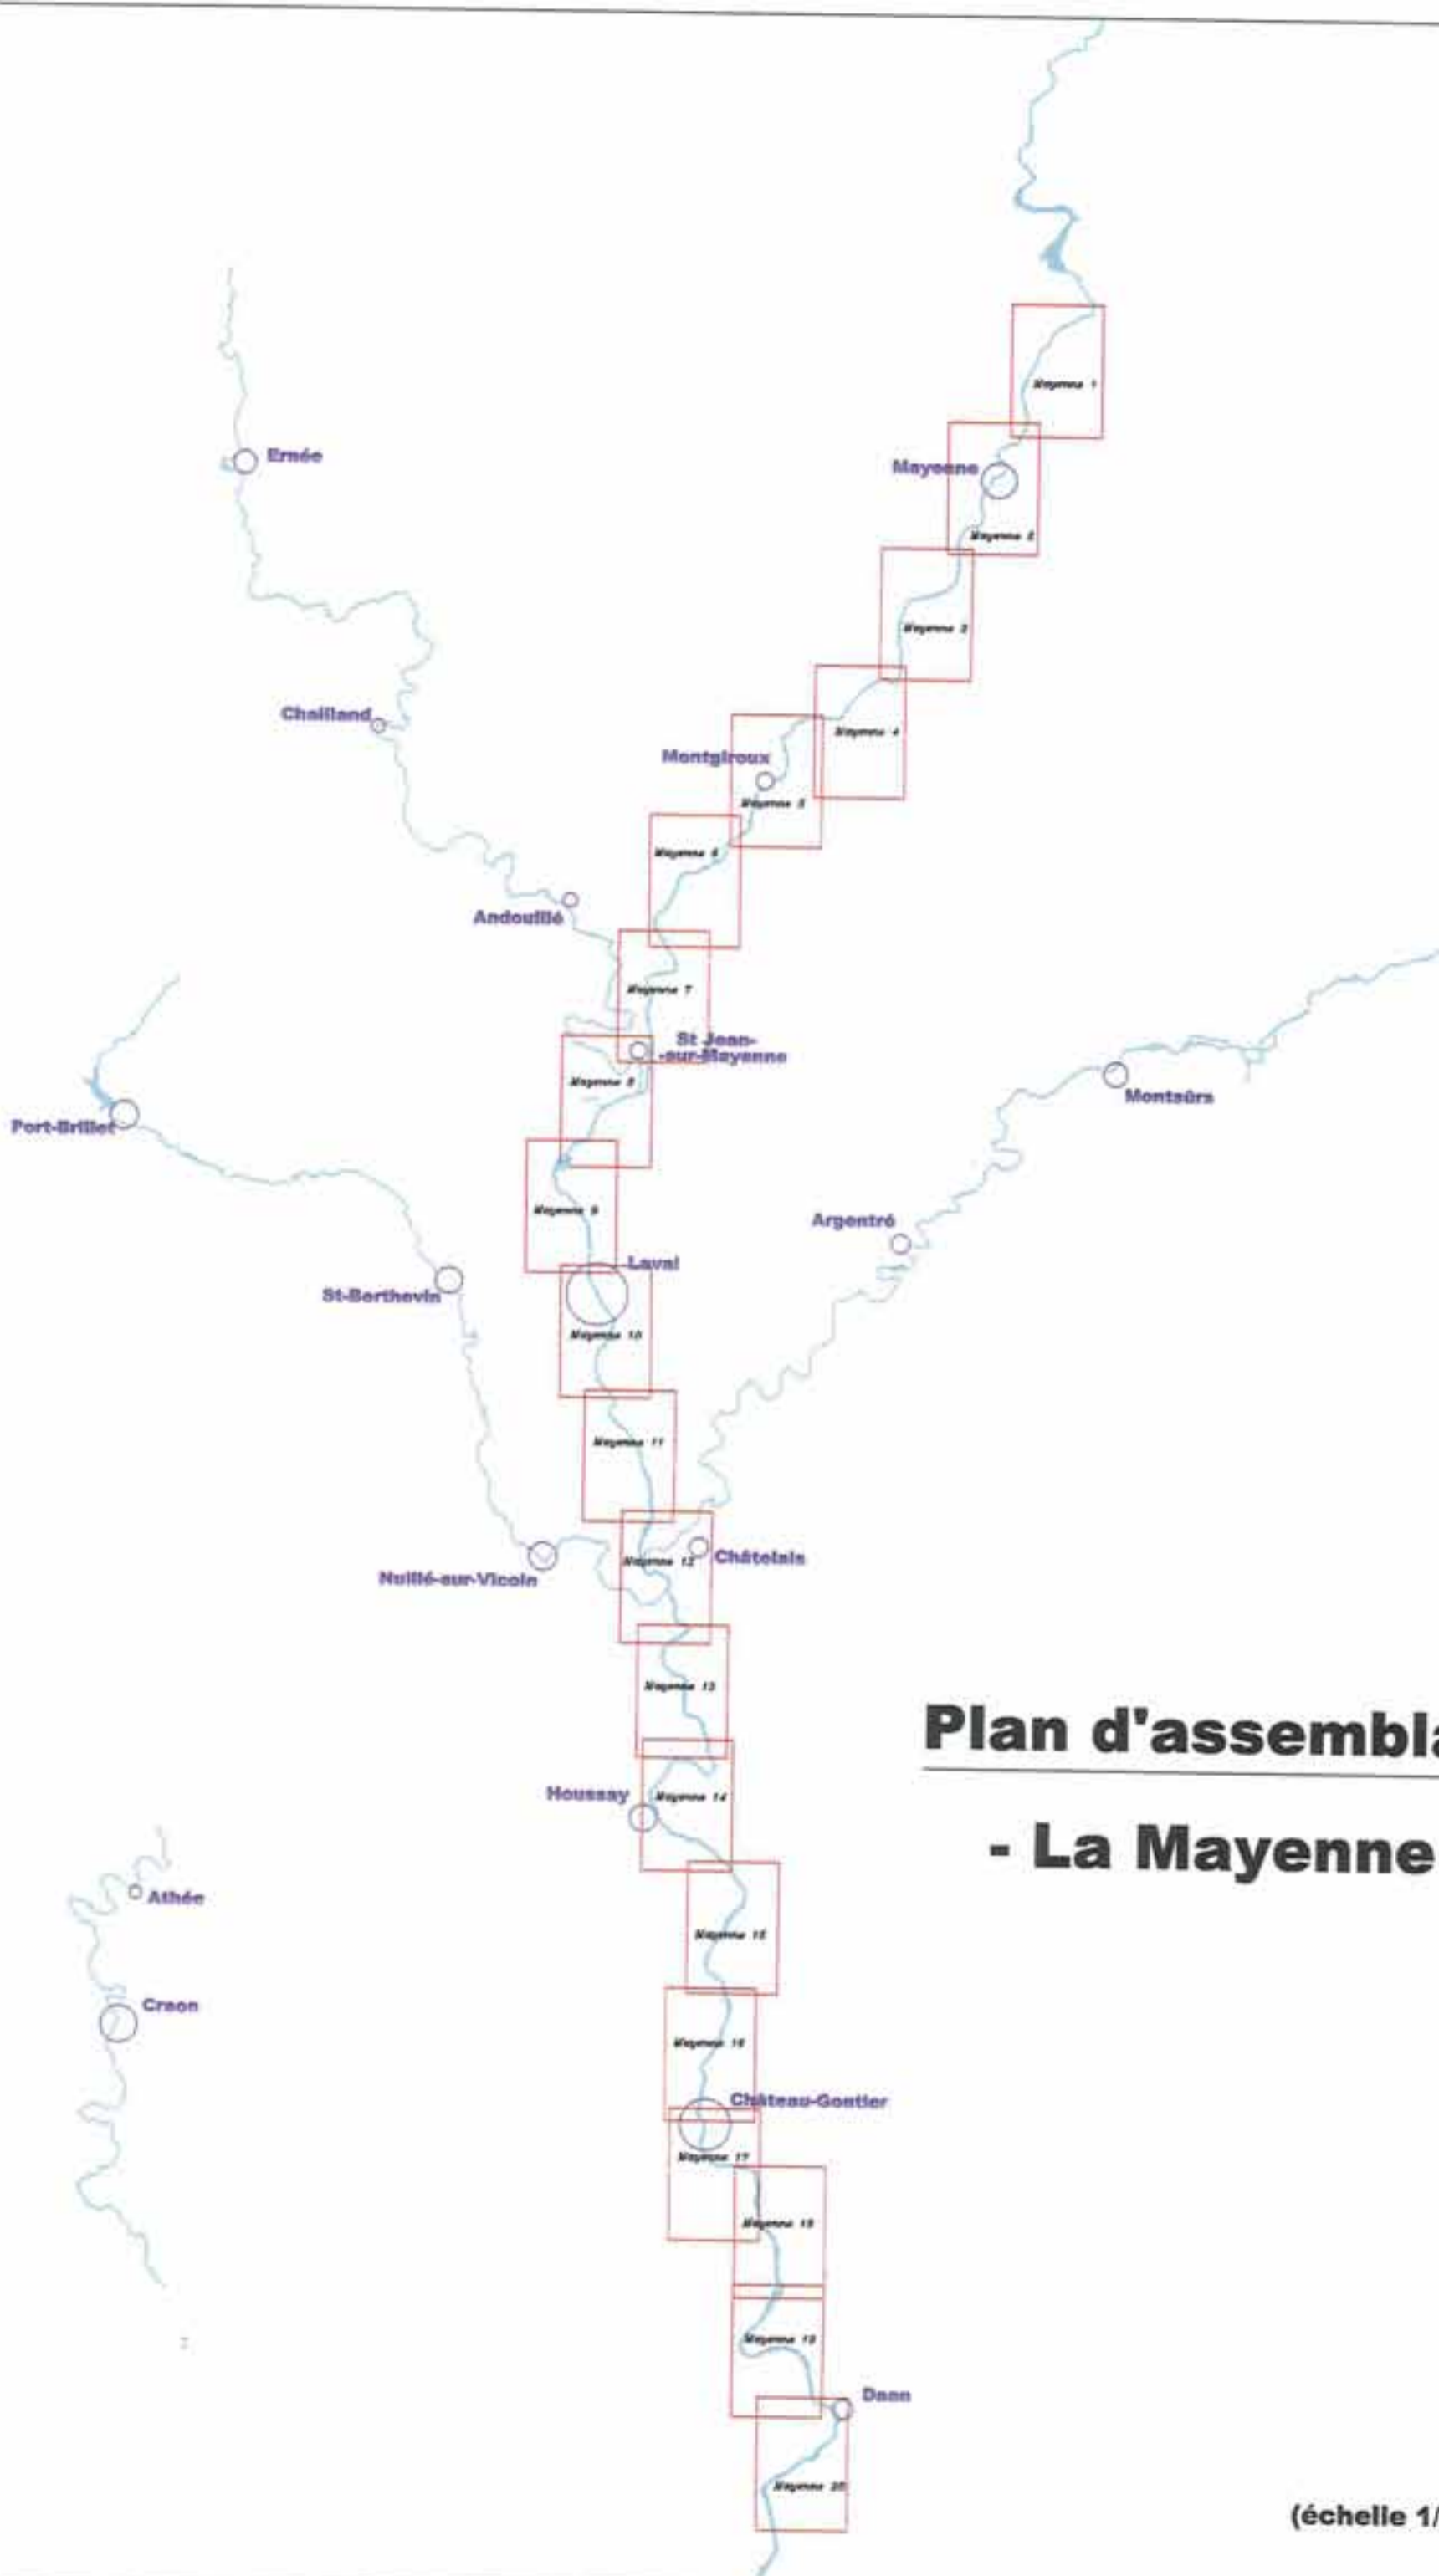 Mayenne 1
Ernée
Mayenne
Mayenne 2
Mayenne 3
Chailland
Mayenne 4
Montgiroux
Mayenne 5
Mayenne 6
Andouillé
Mayenne 7
St Jean-
-sur-Mayenne
Mayenne 8
Montsûrs
Port-Brillet
Mayenne 9
Argentré
Laval
St-Berthevin
Mayenne 10
Mayenne 11
Mayenne 12
Châtelais
Nuillé-sur-Vicoin
Mayenne 13
Plan d'assembla
Houssay
Mayenne 14
- La Mayenne
Athée
Mayenne 15
Craon
Mayenne 16
Château-Gontier
Mayenne 17
Mayenne 18
Mayenne 19
Daon
Mayenne 20
(échelle 1/